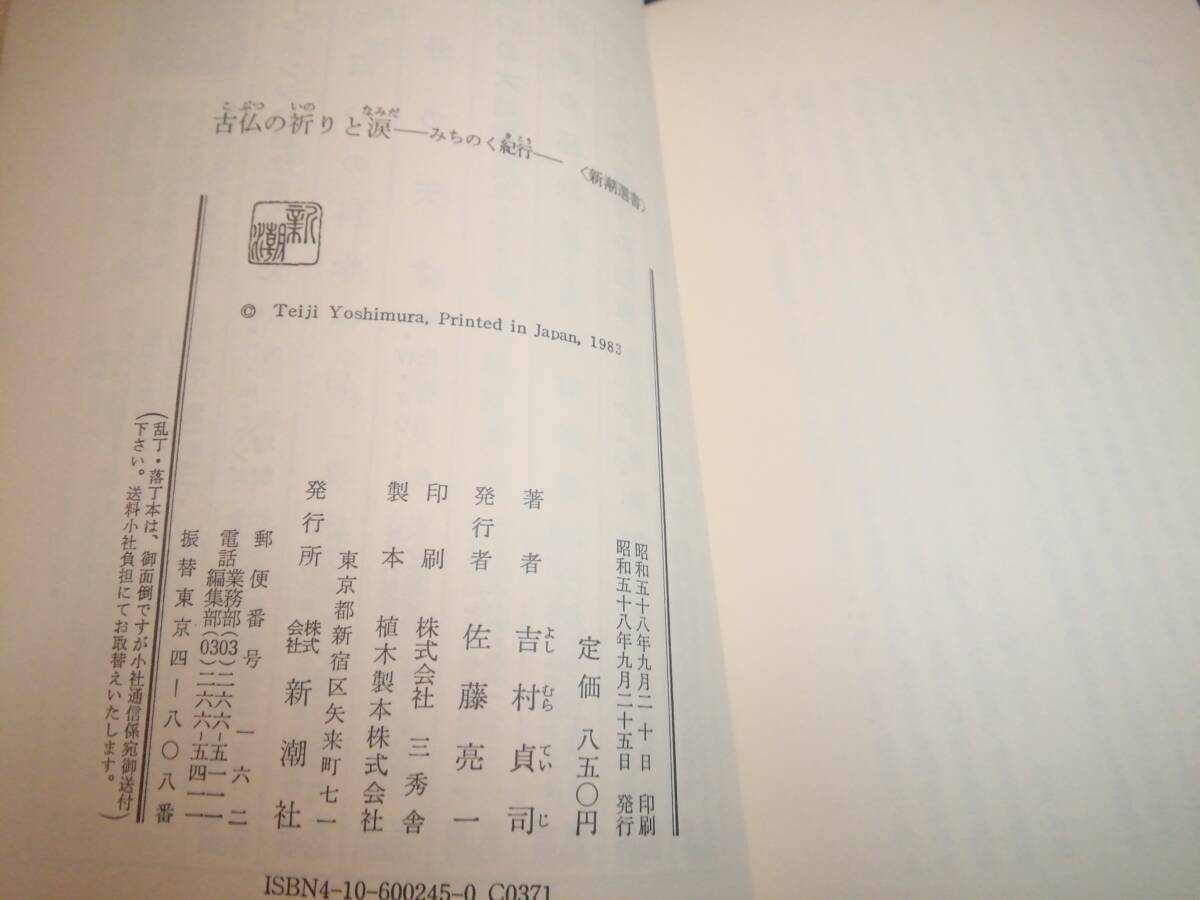 古仏の祈りと涙――みちのく紀行――
〈新潮選書〉
新潮
© Teiji Yoshimura, Printed in Japan, 1983
昭和五十八年九月二十日 印刷
昭和五十八年九月二十五日 発行
定価 八五〇円
著者 吉村貞司
発行者 佐藤亮一
印刷 株式会社 三秀舎
製本 植木製本株式会社
東京都新宿区矢来町七一
発行所 株式会社 新潮社
郵便番号 一六二
電話業務部(03)二六六-五一一一
編集部(03)二六六-五四一一
振替東京四-八〇八番
(乱丁・落丁本は、御面倒ですが小社通信係宛御送付
下さい。送料小社負担にてお取替えいたします。)
ISBN4-10-600245-0 C0371